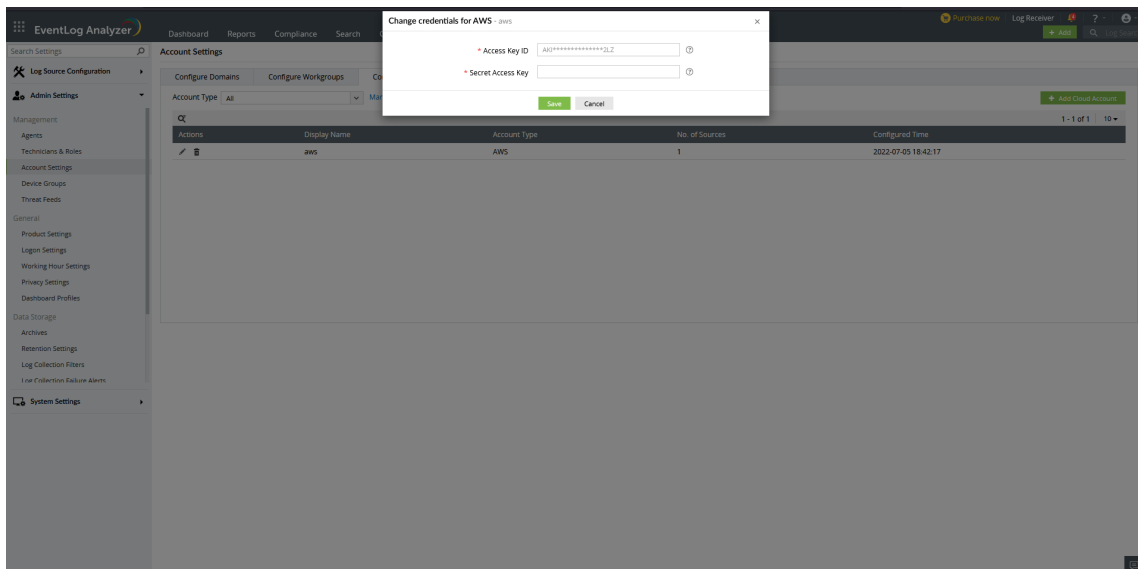 EventLog Analyzer
Dashboard Reports Compliance Search
Purchase now Log Receiver ?
+ Add
Search Settings
Log Source Configuration
Admin Settings
Management
Agents
Technicians & Roles
Account Settings
Device Groups
Threat Feeds
General
Product Settings
Logon Settings
Working Hour Settings
Privacy Settings
Dashboard Profiles
Data Storage
Archives
Retention Settings
Log Collection Filters
Log Collection Failure Alerts
System Settings
Account Settings
Configure Domains Configure Workgroups
Account Type All
+ Add Cloud Account
1 - 1 of 1 10
Actions Display Name Account Type No. of Sources Configured Time
aws AWS 1 2022-07-05 18:42:17
Change credentials for AWS - aws ×
* Access Key ID AKI**************2LZ ?
* Secret Access Key ?
Save Cancel